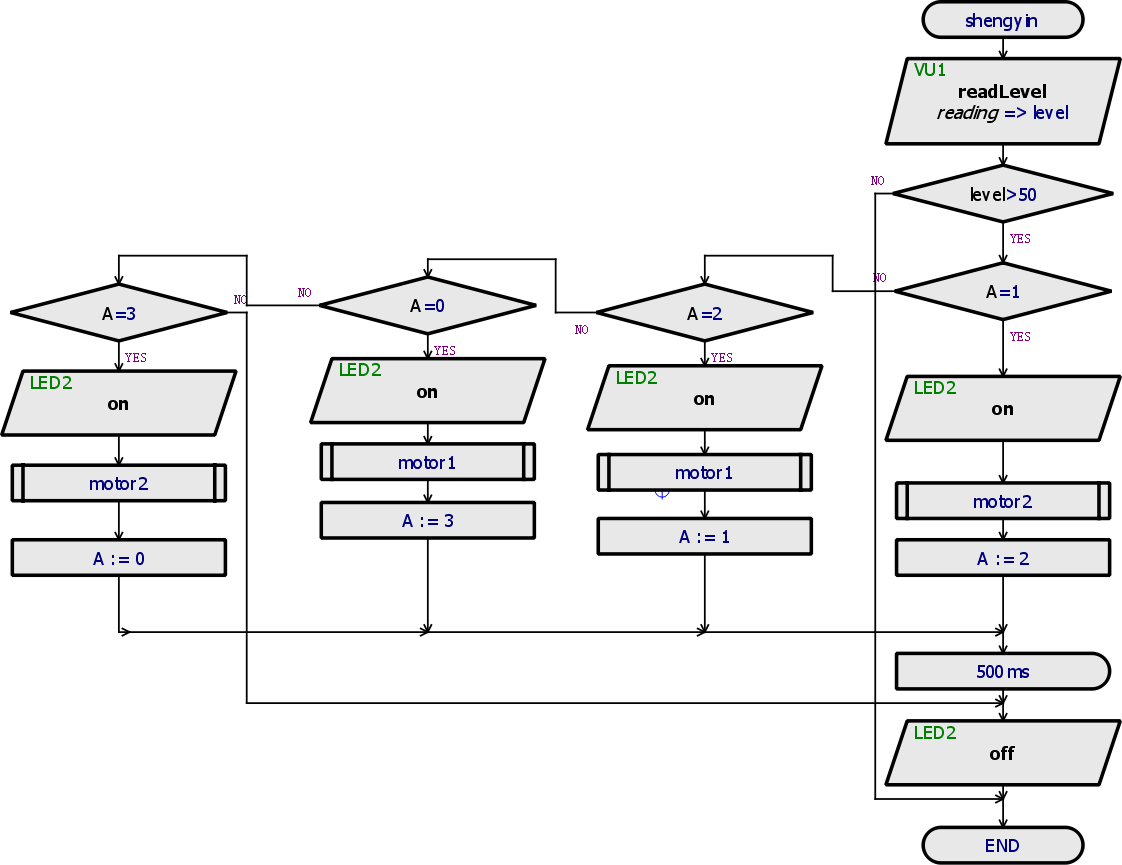 shengyin
VU1
readLevel
reading => level
level>50
NO
YES
A=1
NO
YES
LED2
on
motor2
A := 2
A=2
NO
YES
LED2
on
motor1
A := 1
A=0
NO
YES
LED2
on
motor1
A := 3
A=3
NO
YES
LED2
on
motor2
A := 0
500 ms
LED2
off
END